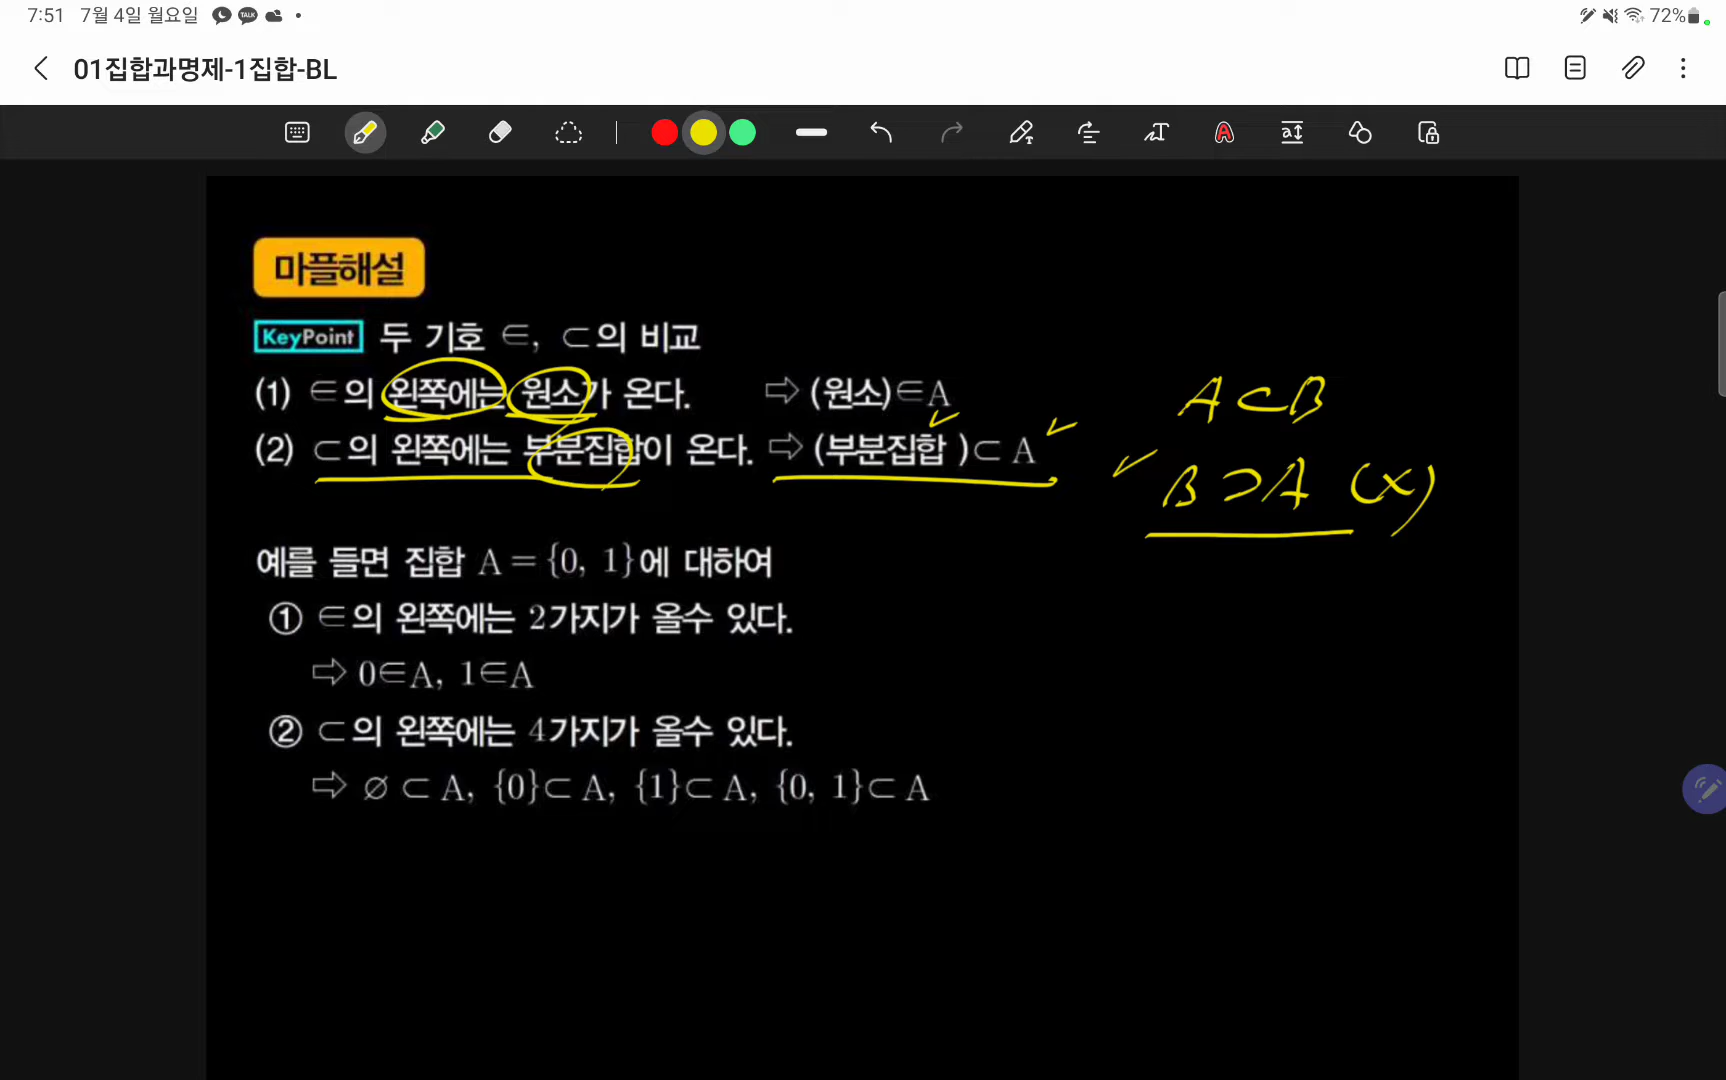 7:51 7월 4일 월요일 TALK 72%
01집합과명제-1집합-BL
마플해설
KeyPoint 두 기호 ∈, ⊂의 비교
(1) ∈의 왼쪽에는 원소가 온다. ⇨ (원소)∈A
(2) ⊂의 왼쪽에는 부분집합이 온다. ⇨ (부분집합 )⊂ A
A⊂B
B⊃A (×)
예를 들면 집합 A = {0, 1}에 대하여
① ∈의 왼쪽에는 2가지가 올수 있다.
⇨ 0∈A, 1∈A
② ⊂의 왼쪽에는 4가지가 올수 있다.
⇨ ∅ ⊂ A, {0}⊂ A, {1}⊂ A, {0, 1}⊂ A